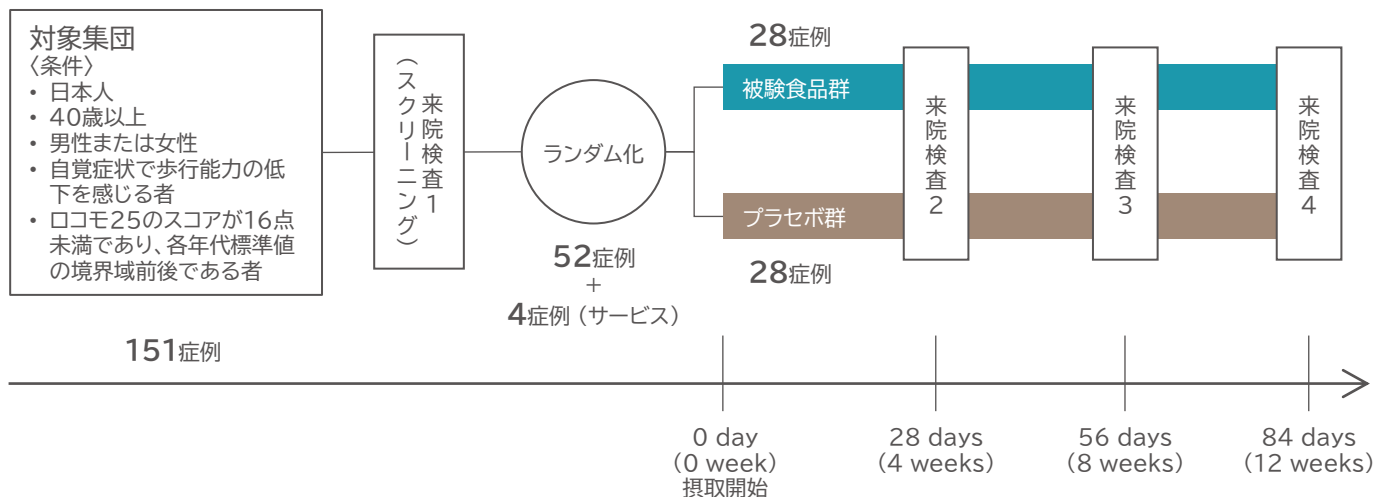 対象集団
〈条件〉
• 日本人
• 40歳以上
• 男性または女性
• 自覚症状で歩行能力の低
下を感じる者
• ロコモ25のスコアが16点
未満であり、各年代標準値
の境界域前後である者
151症例
来院検査1
(スクリーニング)
ランダム化
52症例
+
4症例(サービス)
28症例
被験食品群
プラセボ群
28症例
来院検査2
来院検査3
来院検査4
0 day
(0 week)
摂取開始
28 days
(4 weeks)
56 days
(8 weeks)
84 days
(12 weeks)